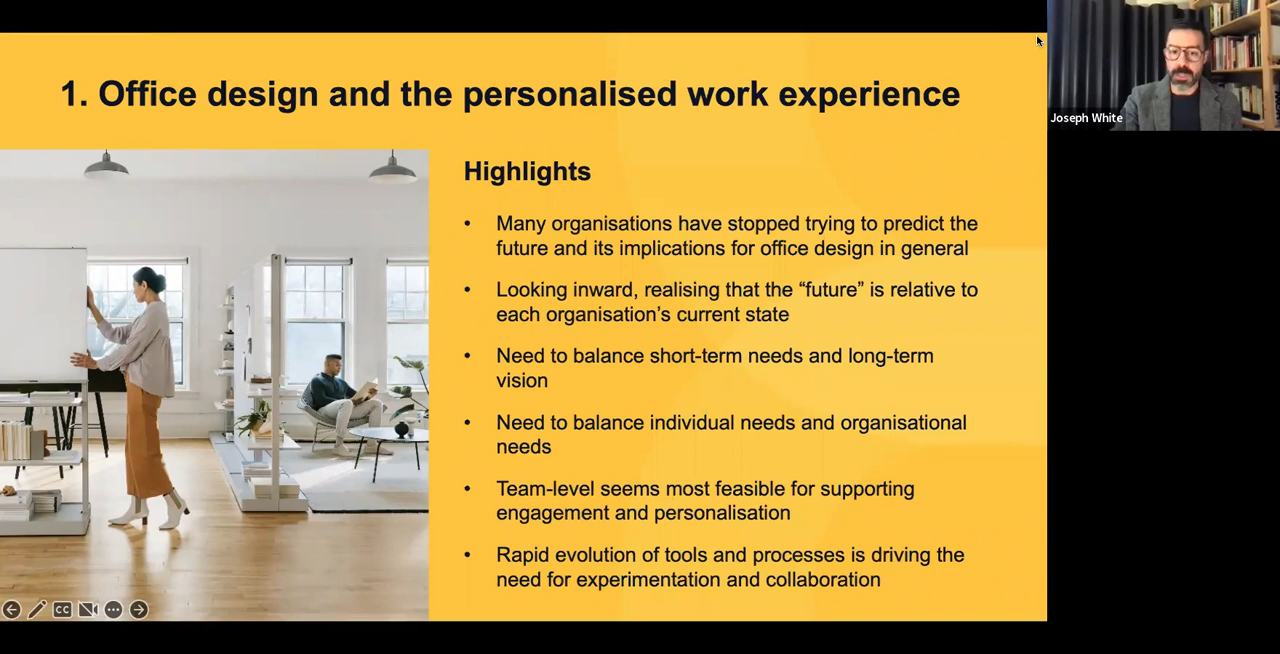 1. Office design and the personalised work experience
Joseph White
Highlights
• Many organisations have stopped trying to predict the
future and its implications for office design in general
• Looking inward, realising that the “future” is relative to
each organisation’s current state
• Need to balance short-term needs and long-term
vision
• Need to balance individual needs and organisational
needs
• Team-level seems most feasible for supporting
engagement and personalisation
• Rapid evolution of tools and processes is driving the
need for experimentation and collaboration
CC